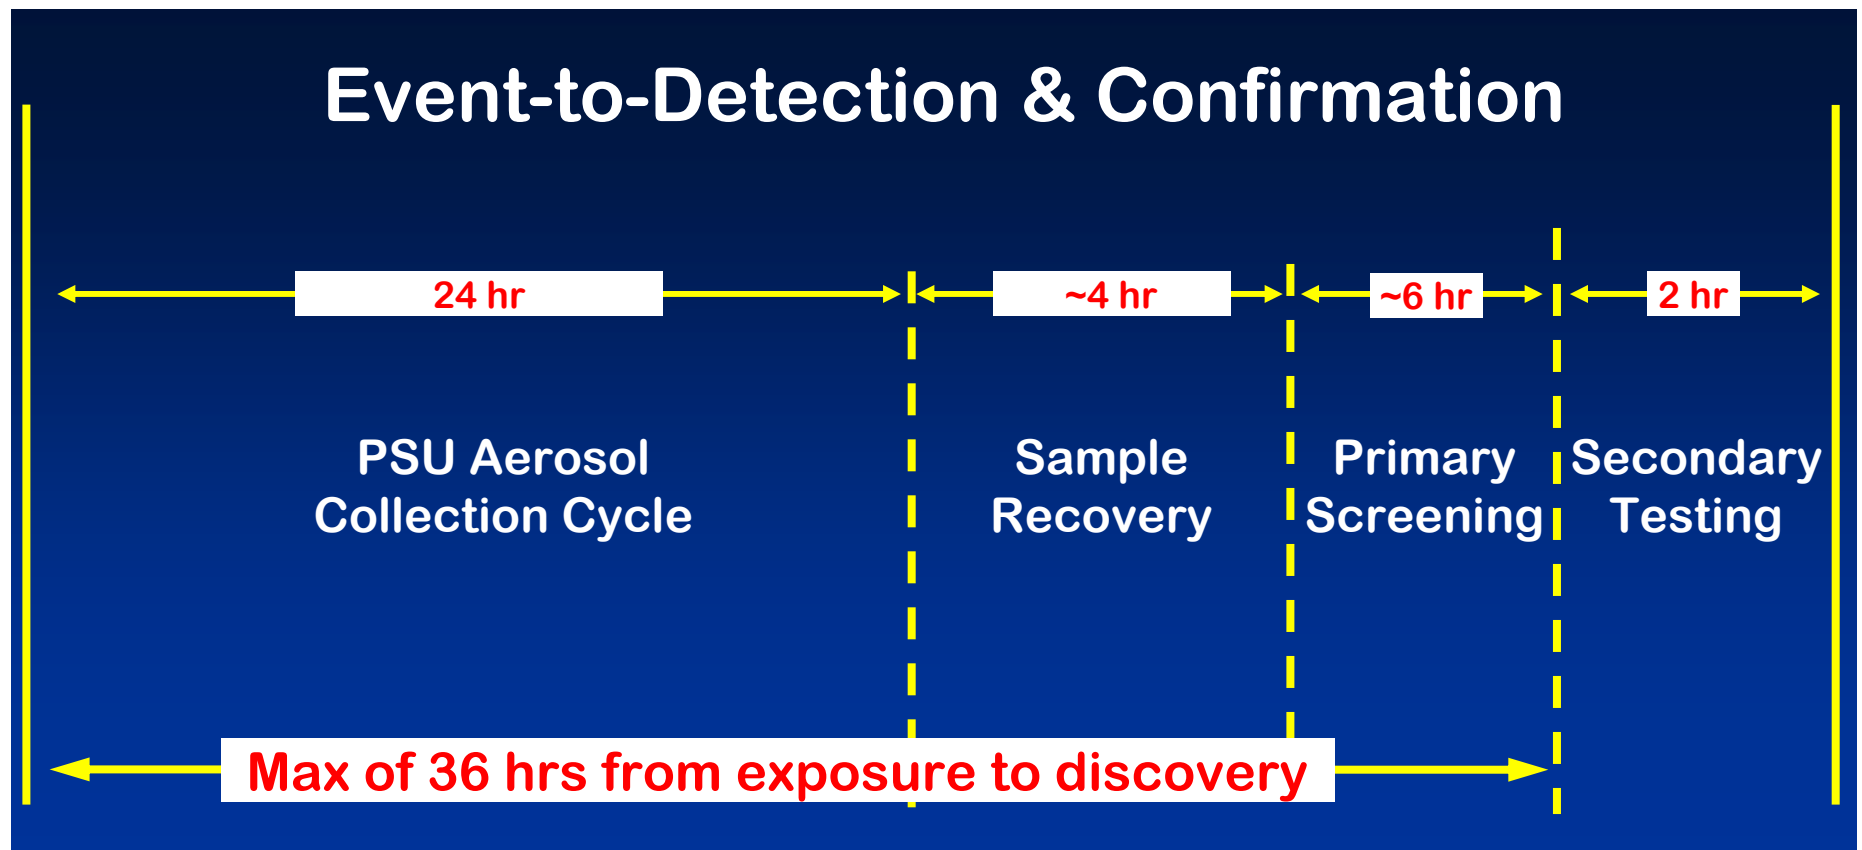 Event-to-Detection & Confirmation
24 hr
~4 hr
~6 hr
2 hr
PSU Aerosol
Collection Cycle
Sample
Recovery
Primary
Screening
Secondary
Testing
Max of 36 hrs from exposure to discovery